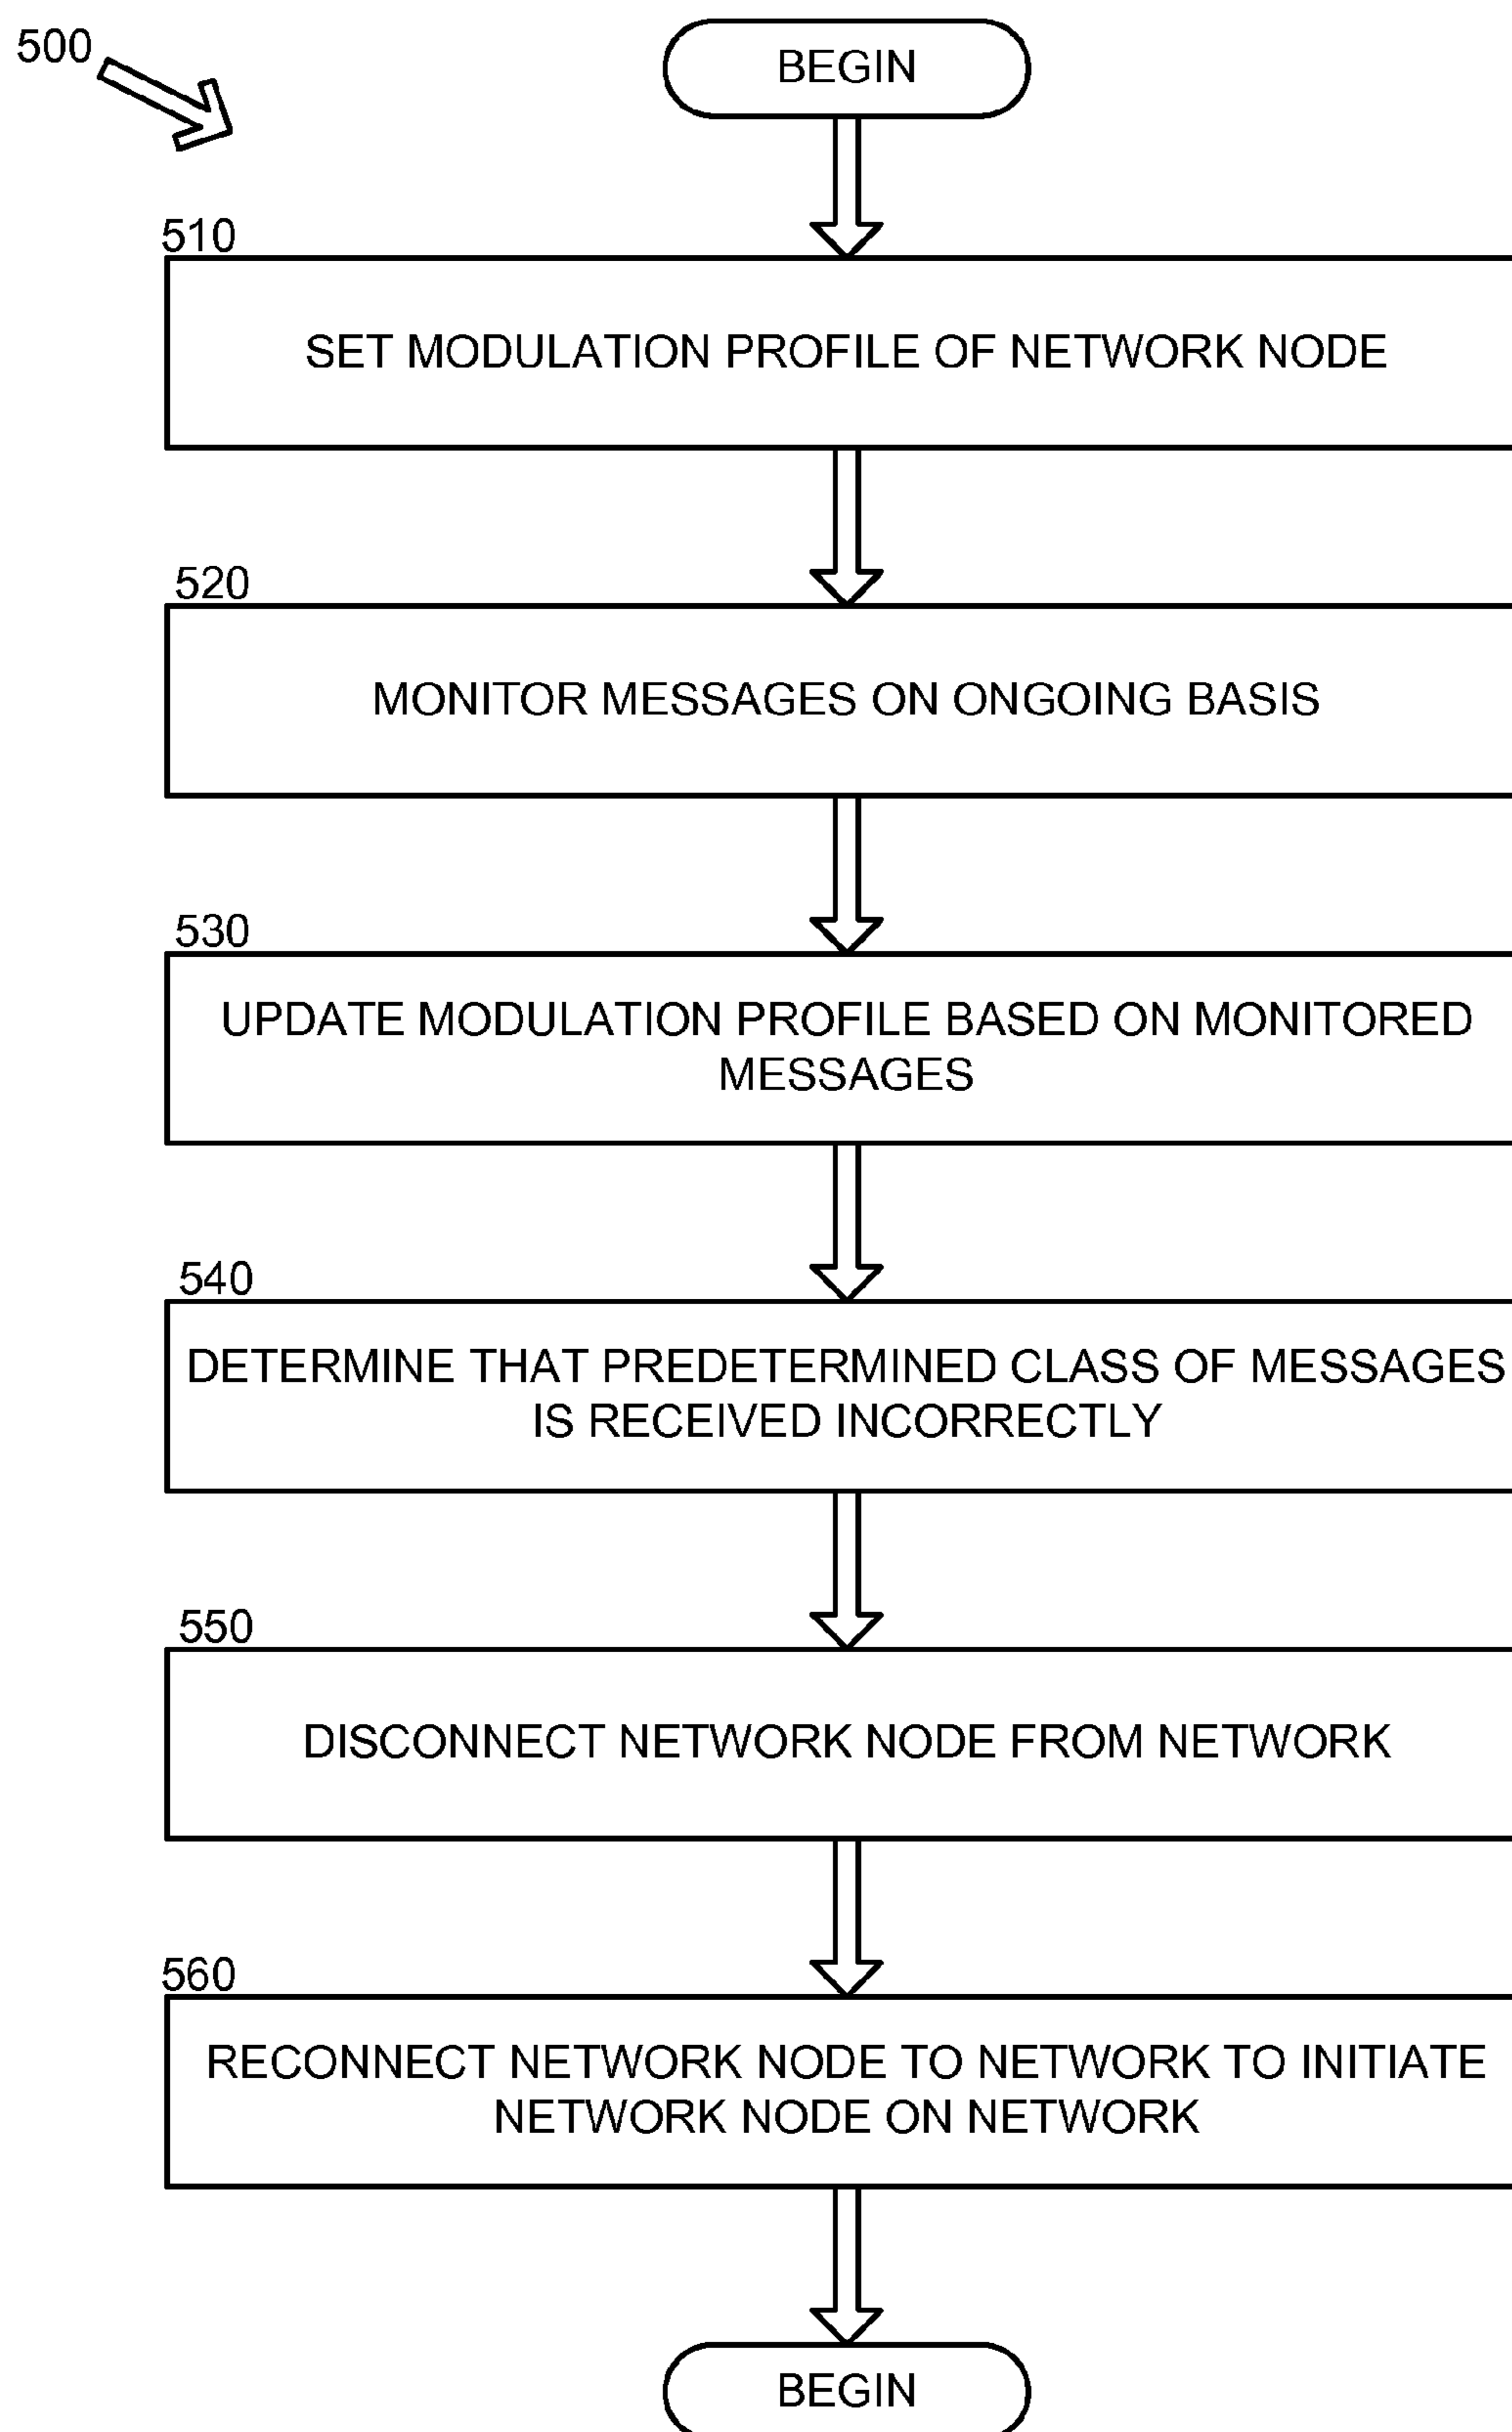 500
BEGIN
510
SET MODULATION PROFILE OF NETWORK NODE
520
MONITOR MESSAGES ON ONGOING BASIS
530
UPDATE MODULATION PROFILE BASED ON MONITORED
MESSAGES
540
DETERMINE THAT PREDETERMINED CLASS OF MESSAGES
IS RECEIVED INCORRECTLY
550
DISCONNECT NETWORK NODE FROM NETWORK
560
RECONNECT NETWORK NODE TO NETWORK TO INITIATE
NETWORK NODE ON NETWORK
BEGIN